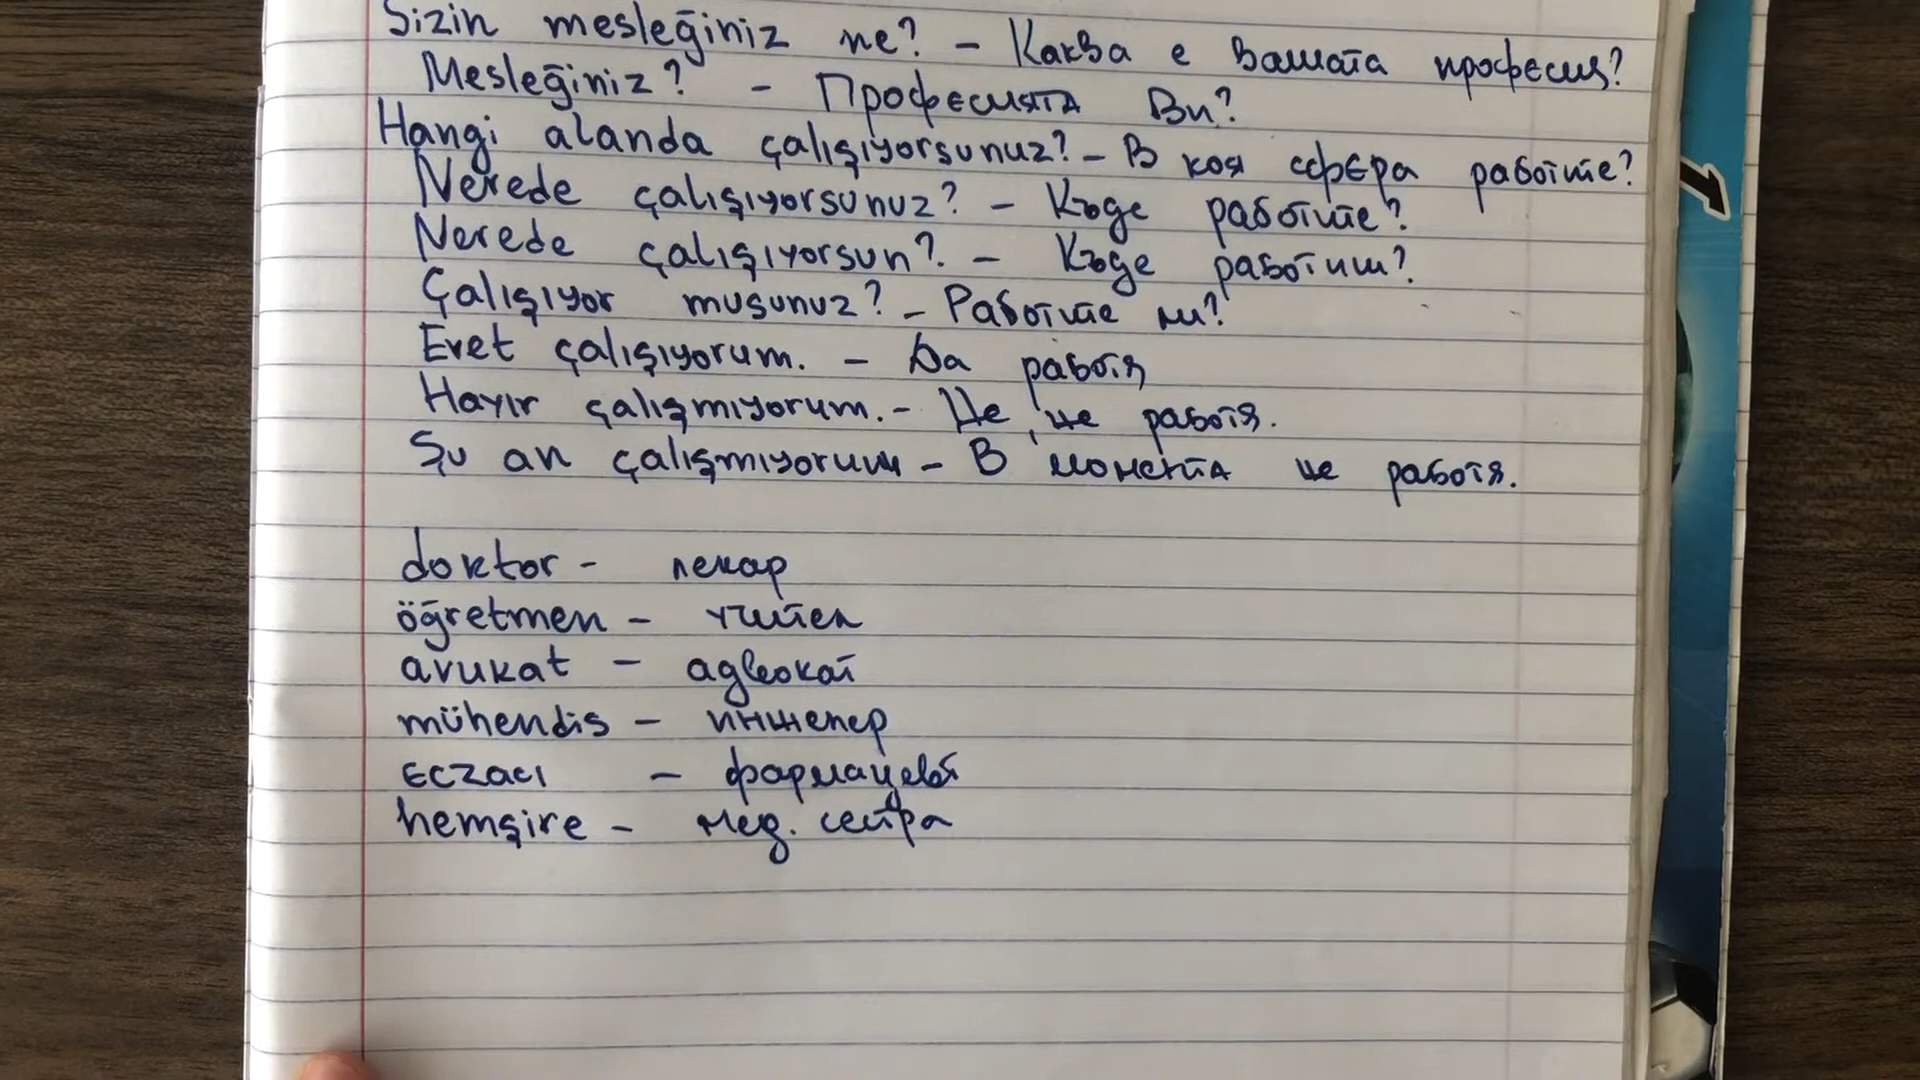 Sizin mesleğiniz ne? – Каква е Вашата професия?
Mesleğiniz? – Професията Ви?
Hangi alanda çalışıyorsunuz? – В коя сфера работите?
Nerede çalışıyorsunuz? – Къде работите?
Nerede çalışıyorsun? – Къде работиш?
Çalışıyor muşunuz? – Работите ли?
Evet çalışıyorum. – Да работя
Hayır çalışmıyorum. – Не, не работя.
Şu an çalışmıyorum – В момента не работя.
doktor – лекар
öğretmen – учител
avukat – адвокат
mühendis – инженер
eczacı – фармацевт
hemşire – мед. сестра